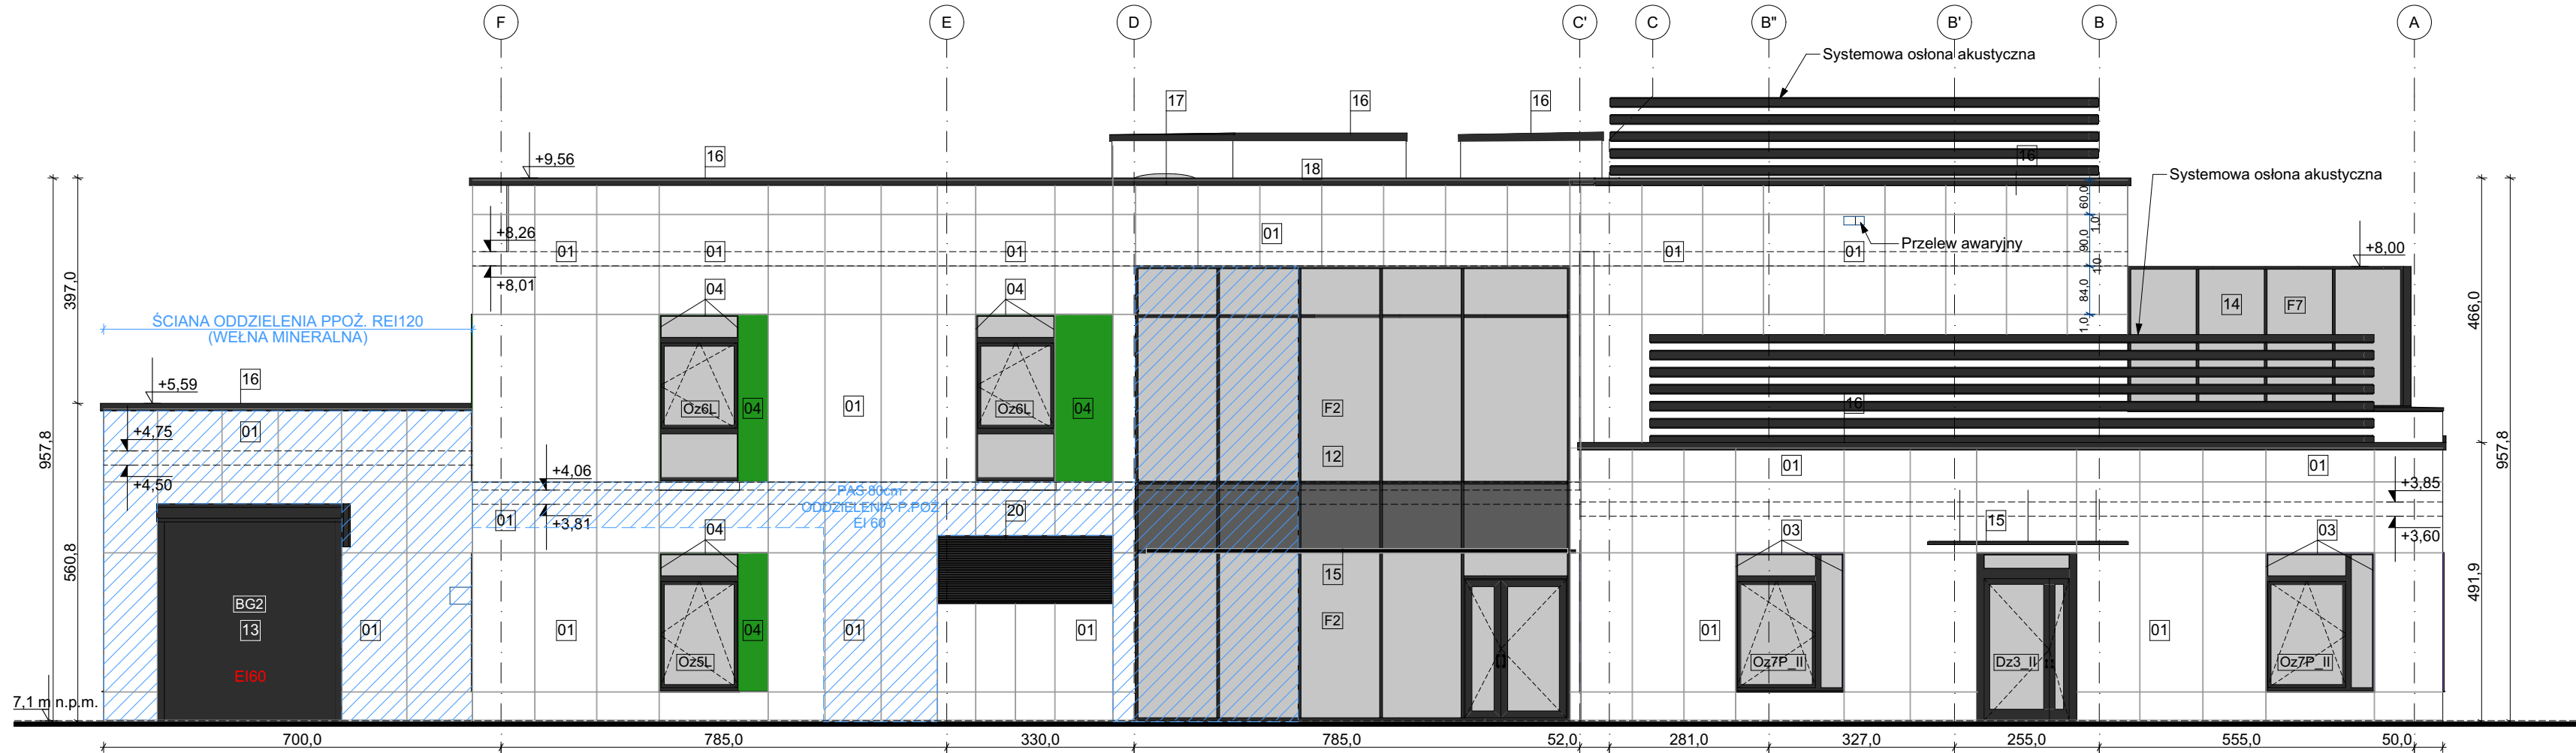 F
E
D
C'
C
B"
B'
B
A
Systemowa osłona akustyczna
17
16
16
+9,56
16
18
16
Systemowa osłona akustyczna
60,0
1,0
+8,26
01
01
01
01
01
01
Przelew awaryjny
90,0
1,0
+8,00
+8,01
04
04
84,0
1,0
14
F7
397,0
466,0
ŚCIANA ODDZIELENIA PPOŻ. REI120
(WEŁNA MINERALNA)
16
+5,59
Oz6L
04
01
Oz6L
04
F2
16
+4,75
01
957,8
12
957,8
+4,06
01
01
+4,50
PAS 80cm
ODDZIELENIA P.POŻ
EI 60
20
+3,85
01
+3,81
04
15
03
03
+3,60
560,8
491,9
15
BG2
13
01
01
04
01
01
F2
01
01
Oz5L
Oz7P_II
Dz3_II
Oz7P_II
EI60
7,1 m n.p.m.
700,0
785,0
330,0
785,0
52,0
281,0
327,0
255,0
555,0
50,0